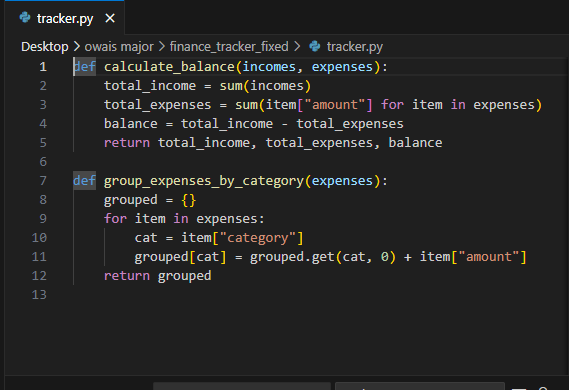 tracker.py
Desktop > owais major > finance_tracker_fixed > tracker.py
1 def calculate_balance(incomes, expenses):
2     total_income = sum(incomes)
3     total_expenses = sum(item["amount"] for item in expenses)
4     balance = total_income - total_expenses
5     return total_income, total_expenses, balance
6
7 def group_expenses_by_category(expenses):
8     grouped = {}
9     for item in expenses:
10         cat = item["category"]
11         grouped[cat] = grouped.get(cat, 0) + item["amount"]
12     return grouped
13